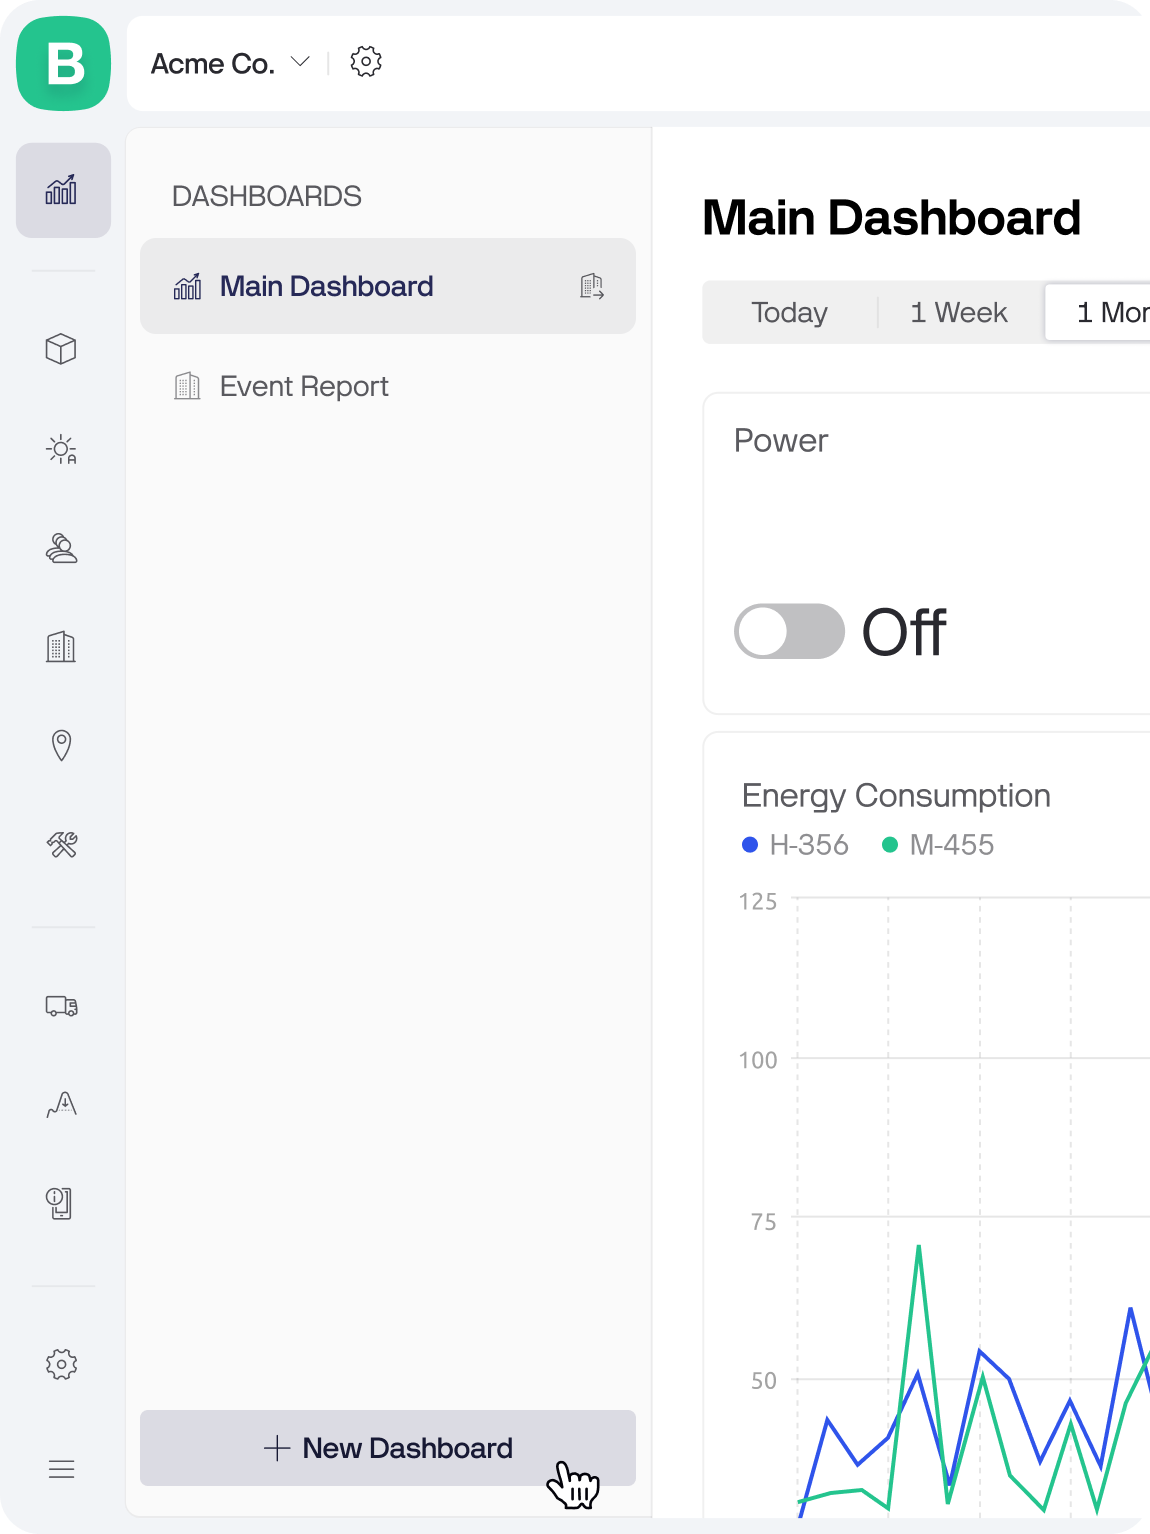 B
Acme Co.
DASHBOARDS
Main Dashboard
Event Report
New Dashboard
Main Dashboard
Today
1 Week
1 Mor
Power
Off
Energy Consumption
H-356
M-455
125
100
75
50